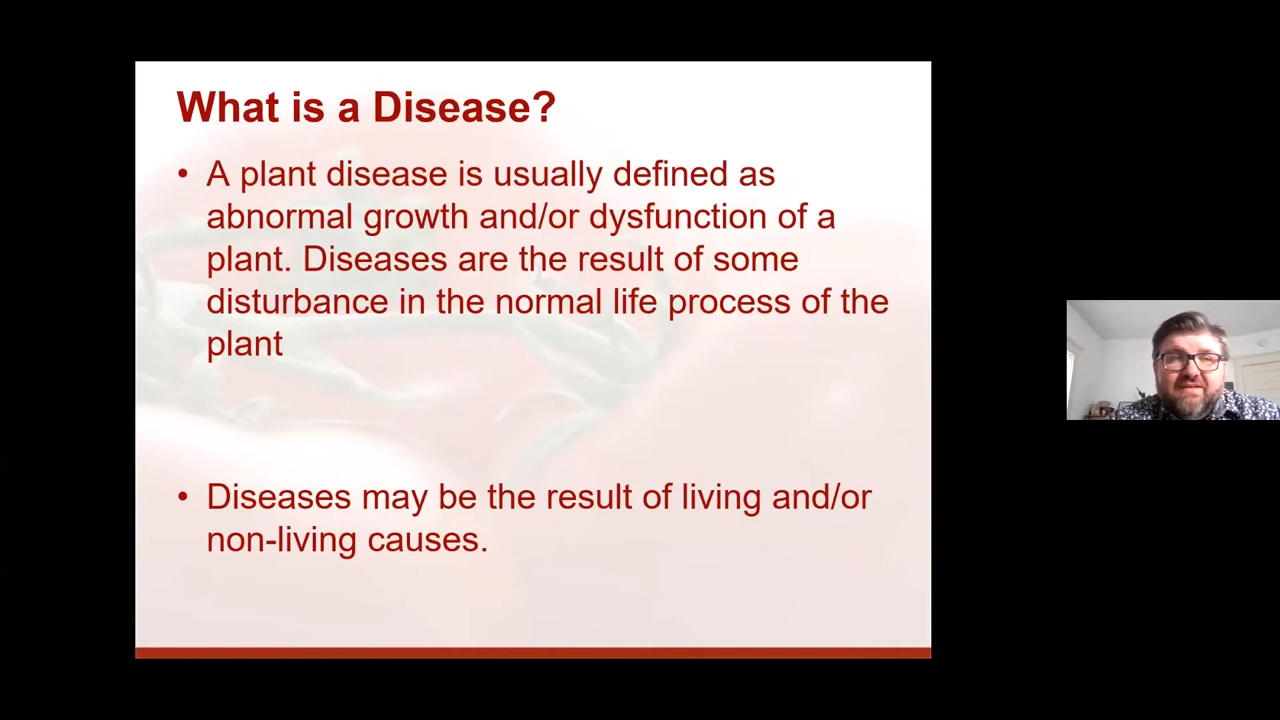 What is a Disease?
• A plant disease is usually defined as
abnormal growth and/or dysfunction of a
plant. Diseases are the result of some
disturbance in the normal life process of the
plant
• Diseases may be the result of living and/or
non-living causes.